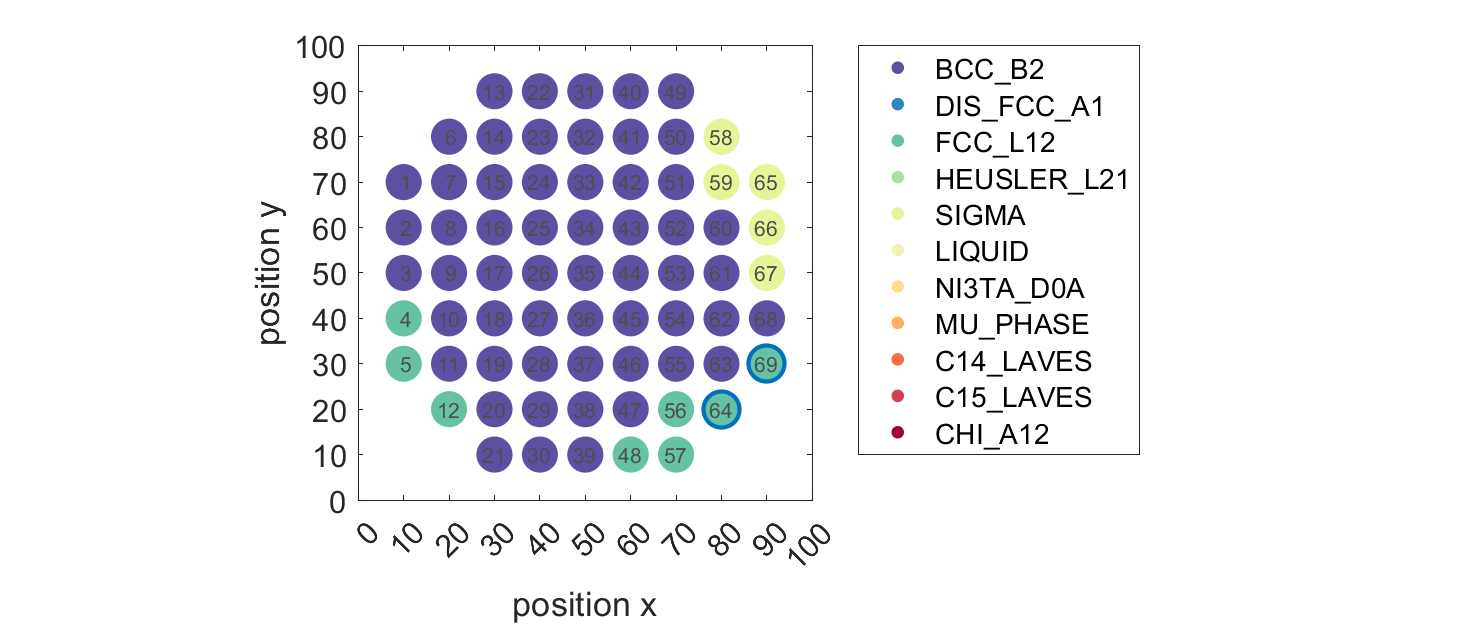 100
90
80
70
60
50
40
30
20
10
0
position y
13 22 31 40 49
6 14 23 32 41 50 58
1 7 15 24 33 42 51 59 65
2 8 16 25 34 43 52 60 66
3 9 17 26 35 44 53 61 67
4 10 18 27 36 45 54 62 68
5 11 19 28 37 46 55 63 69
12 20 29 38 47 56 64
21 30 39 48 57
0 10 20 30 40 50 60 70 80 90 100
position x
BCC_B2
DIS_FCC_A1
FCC_L12
HEUSLER_L21
SIGMA
LIQUID
NI3TA_D0A
MU_PHASE
C14_LAVES
C15_LAVES
CHI_A12